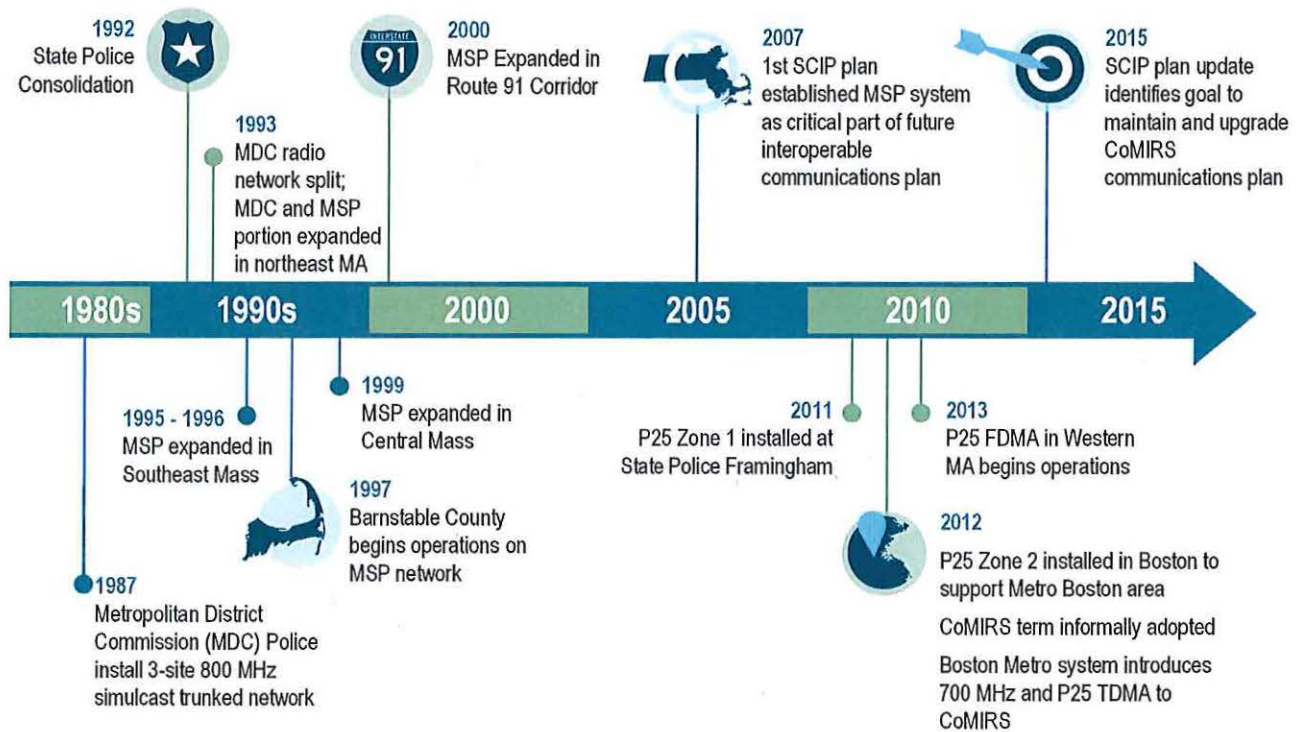 1992
State Police
Consolidation
INTERSTATE
91
2000
MSP Expanded in
Route 91 Corridor
2007
1st SCIP plan
established MSP system
as critical part of future
interoperable
communications plan
2015
SCIP plan update
identifies goal to
maintain and upgrade
CoMIRS
communications plan
1993
MDC radio
network split;
MDC and MSP
portion expanded
in northeast MA
1980s
1990s
2000
2005
2010
2015
1995 - 1996
MSP expanded in
Southeast Mass
1999
MSP expanded in
Central Mass
1997
Barnstable County
begins operations on
MSP network
1987
Metropolitan District
Commission (MDC) Police
install 3-site 800 MHz
simulcast trunked network
2011
P25 Zone 1 installed at
State Police Framingham
2013
P25 FDMA in Western
MA begins operations
2012
P25 Zone 2 installed in Boston to
support Metro Boston area
CoMIRS term informally adopted
Boston Metro system introduces
700 MHz and P25 TDMA to
CoMIRS